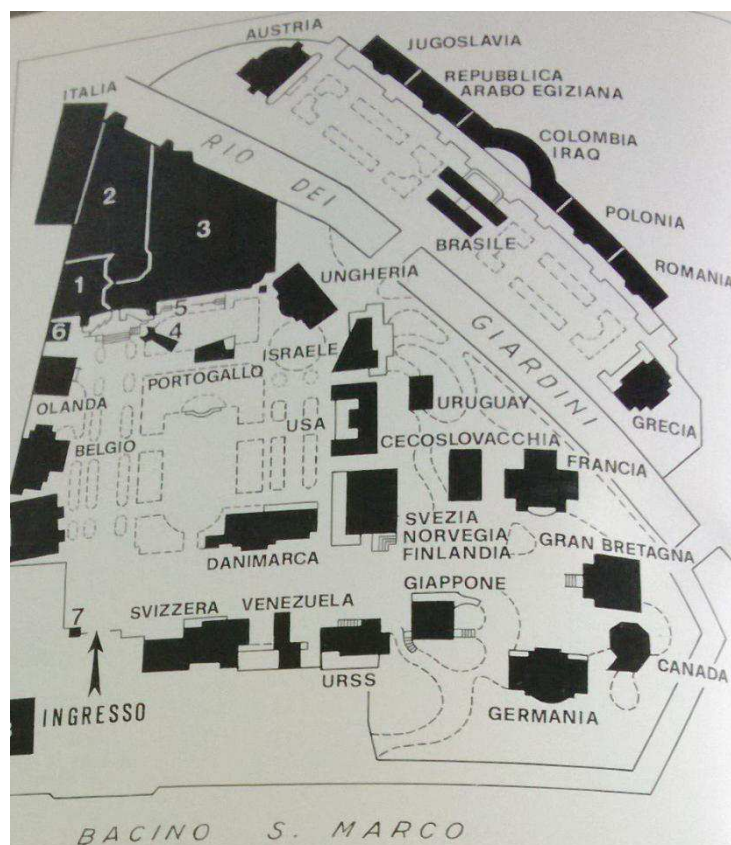 AUSTRIA
JUGOSLAVIA
REPUBBLICA
ARABO EGIZIANA
ITALIA
COLOMBIA
IRAQ
RIO DEI
2
3
POLONIA
BRASILE
ROMANIA
UNGHERIA
1
5
6
4
GIARDINI
ISRAELE
PORTOGALLO
OLANDA
URUGUAY
USA
GRECIA
BELGIO
CECOSLOVACCHIA
FRANCIA
SVEZIA
NORVEGIA
FINLANDIA
GRAN BRETAGNA
DANIMARCA
GIAPPONE
7
SVIZZERA
VENEZUELA
CANADA
URSS
INGRESSO
GERMANIA
BACINO S. MARCO